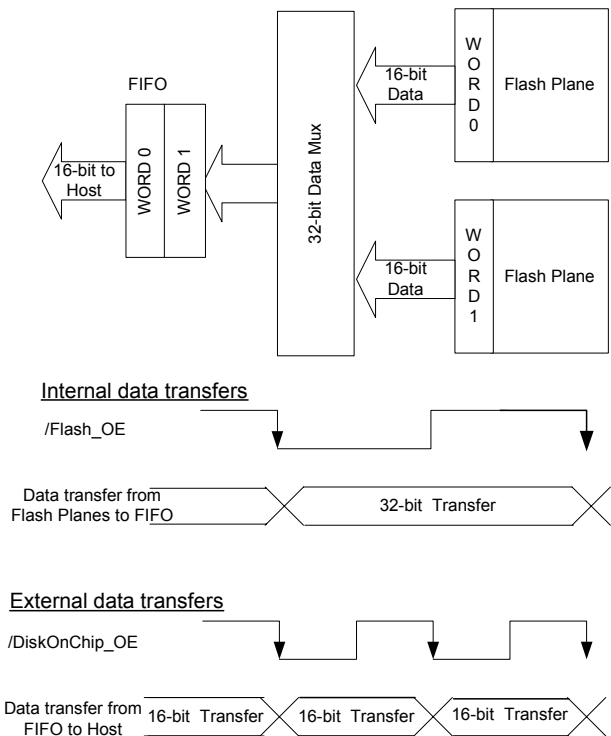 FIFO
16-bit to
Host
WORD 0
WORD 1
32-bit Data Mux
16-bit
Data
WORD0
Flash Plane
16-bit
Data
WORD1
Flash Plane
Internal data transfers
/Flash_OE
Data transfer from
Flash Planes to FIFO
32-bit Transfer
External data transfers
/DiskOnChip_OE
Data transfer from
FIFO to Host
16-bit Transfer
16-bit Transfer
16-bit Transfer